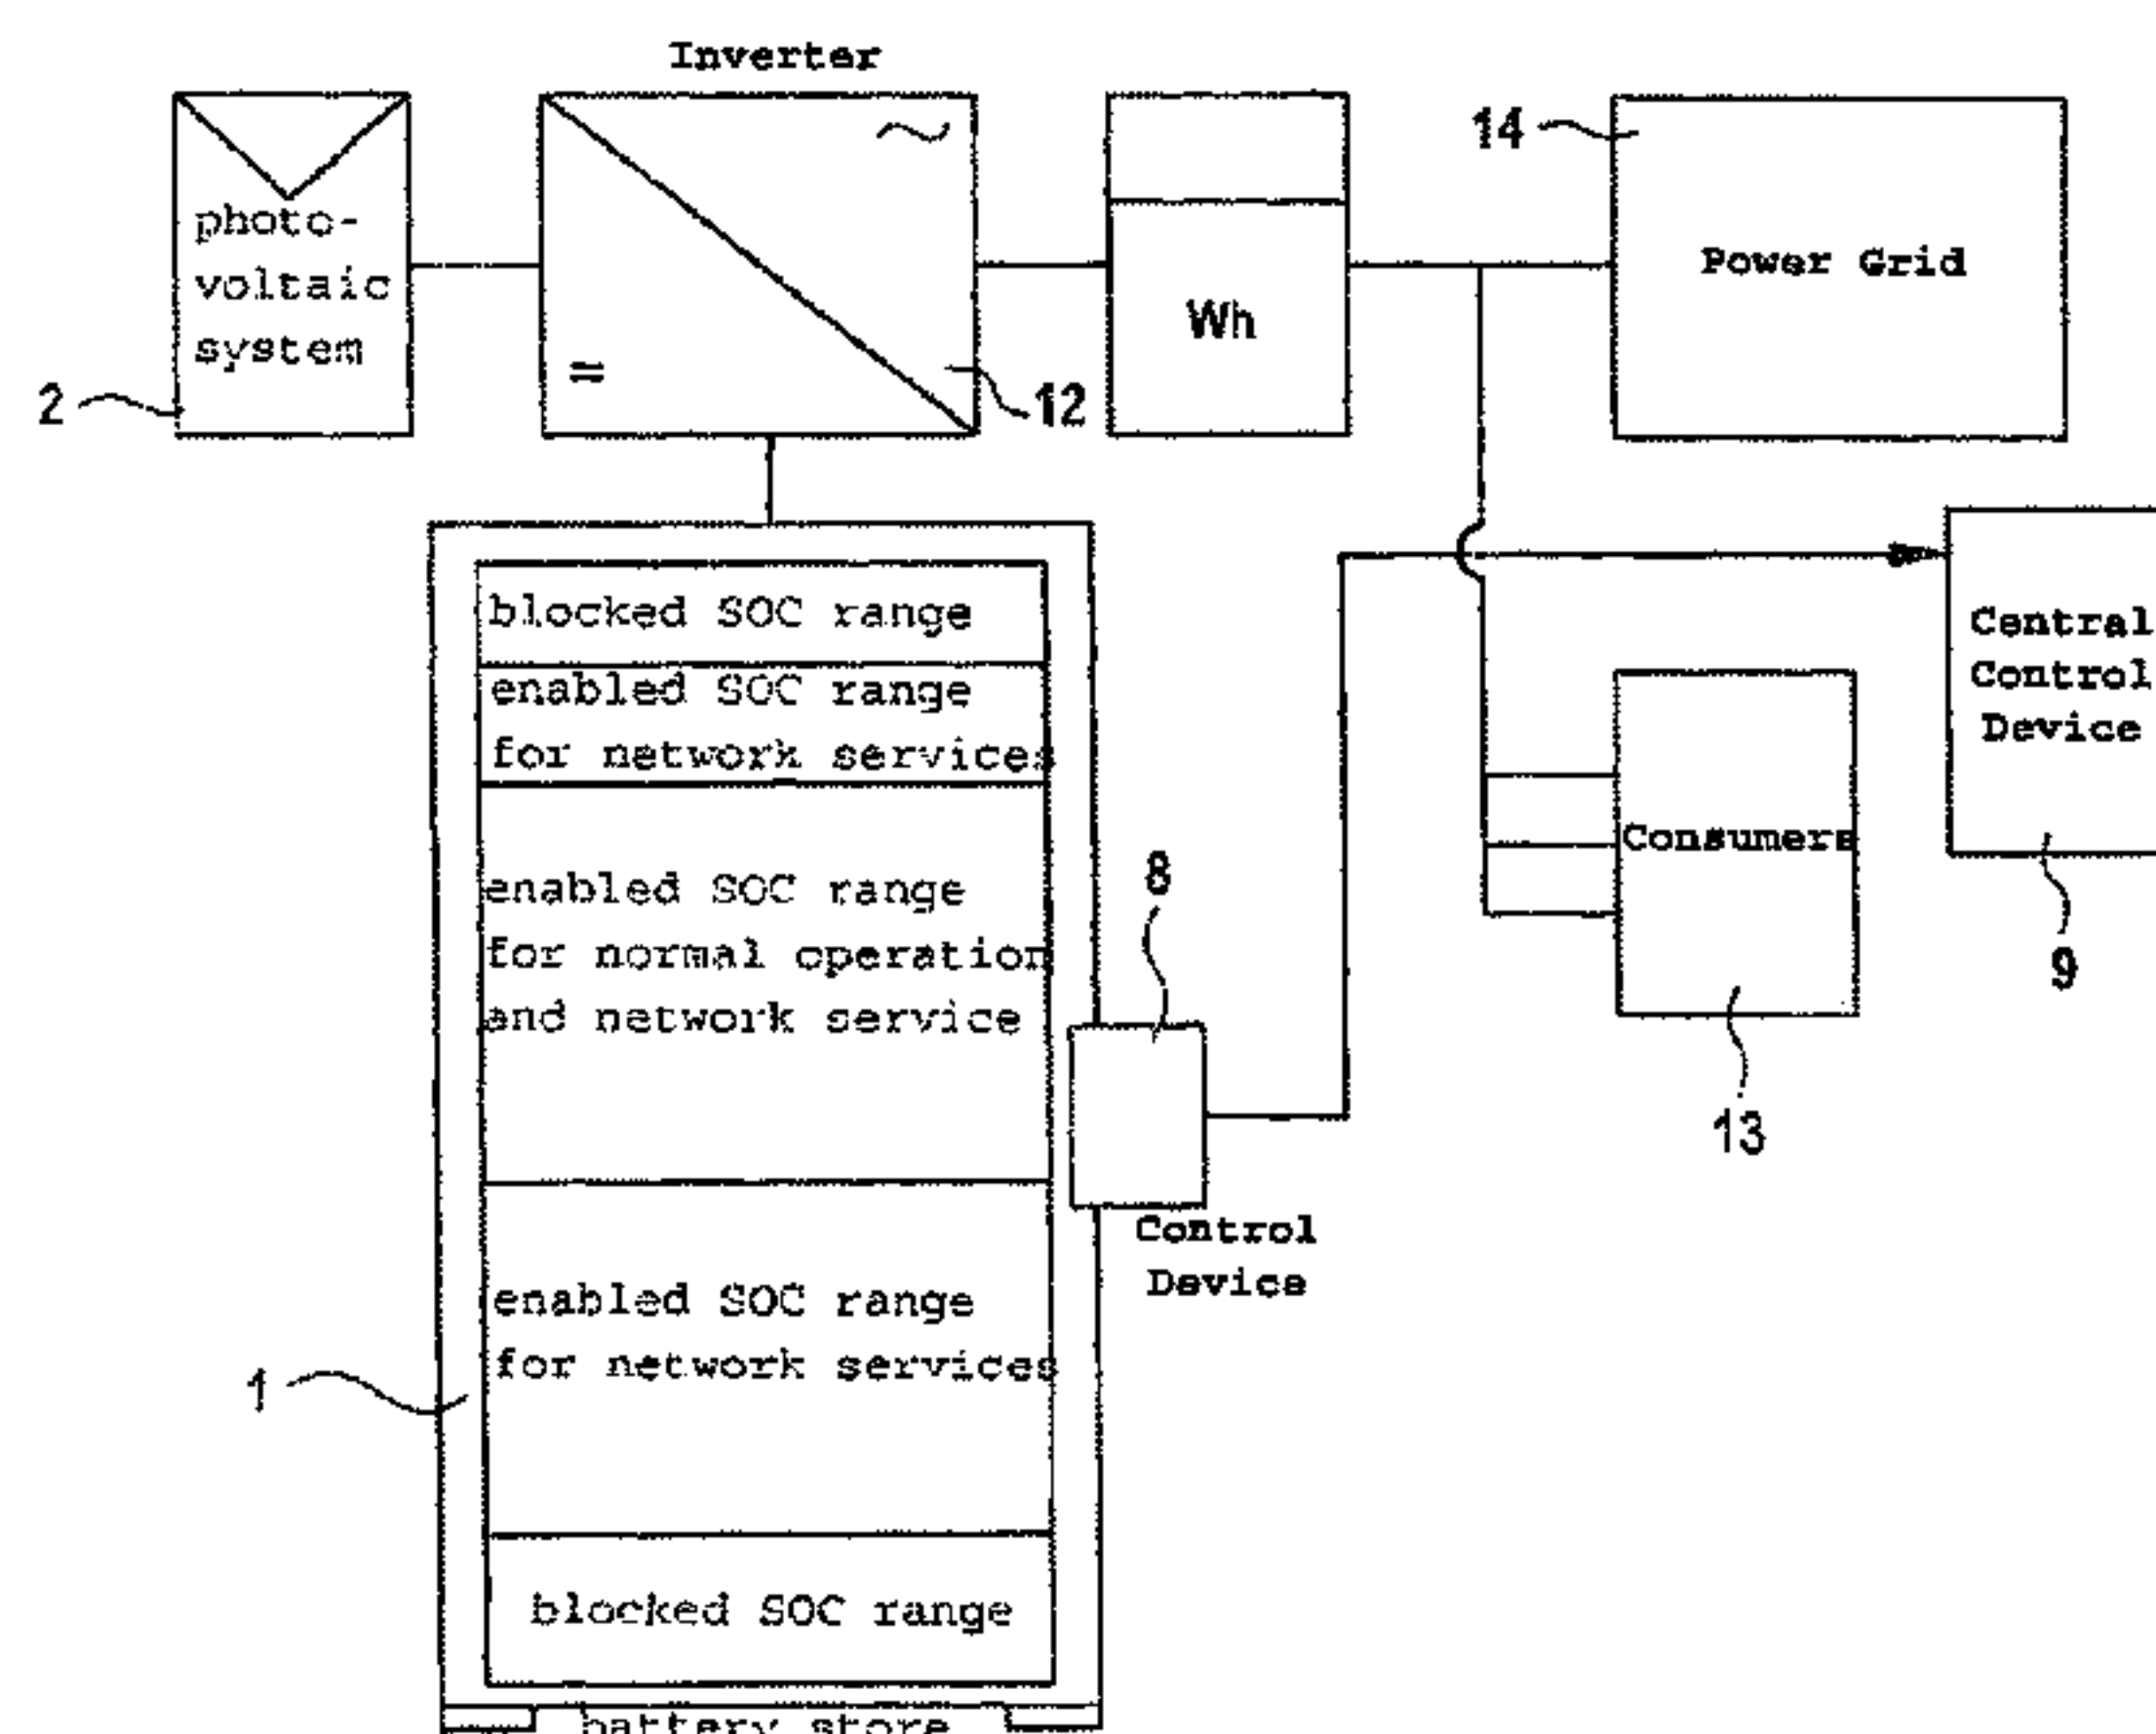 Inverter
14
photo-
voltaic
system
Power Grid
Wh
=
2
12
blocked SOC range
enabled SOC range
for network services
Central
Control
Device
Consumers
8
enabled SOC range
for normal operation
and network service
9
13
Control
Device
enabled SOC range
for network services
1
blocked SOC range
battery store